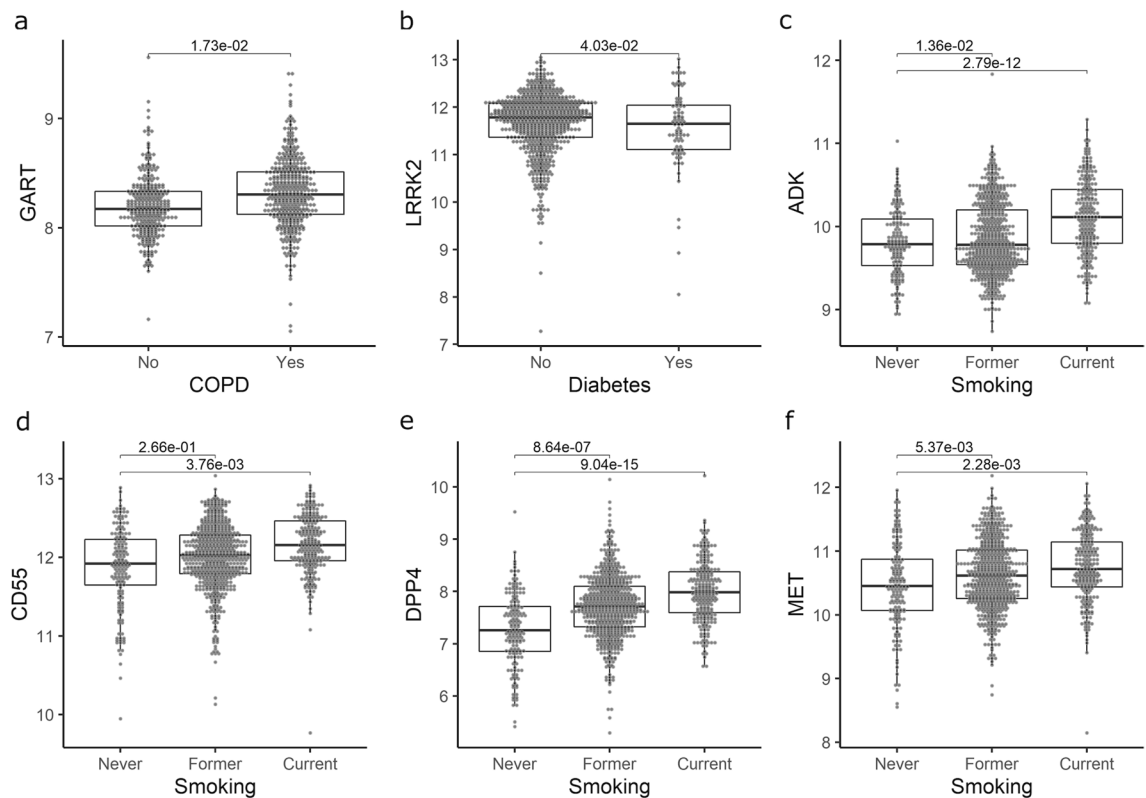 a
1.73e-02
9
8
7
GART
No
Yes
COPD
b
4.03e-02
13
12
11
10
9
8
7
LRRK2
No
Yes
Diabetes
c
1.36e-02
2.79e-12
12
11
10
9
ADK
Never
Former
Current
Smoking
d
2.66e-01
3.76e-03
13
12
11
10
CD55
Never
Former
Current
Smoking
e
8.64e-07
9.04e-15
10
9
8
7
6
DPP4
Never
Former
Current
Smoking
f
5.37e-03
2.28e-03
12
11
10
9
8
MET
Never
Former
Current
Smoking